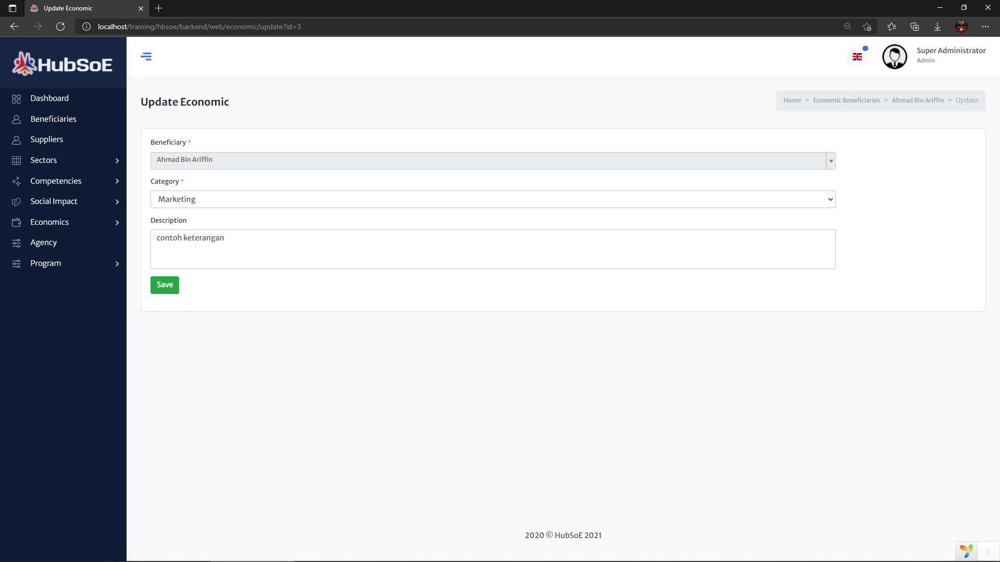 Update Economic
localhost/training/hbsoe/backend/web/economic/update?id=3
HubSoE
Super Administrator
Admin
Dashboard
Beneficiaries
Suppliers
Sectors
Competencies
Social Impact
Economics
Agency
Program
Update Economic
Home > Economic Beneficiaries > Ahmad Bin Ariffin > Update
Beneficiary *
Ahmad Bin Ariffin
Category *
Marketing
Description
contoh keterangan
Save
2020 © HubSoE 2021